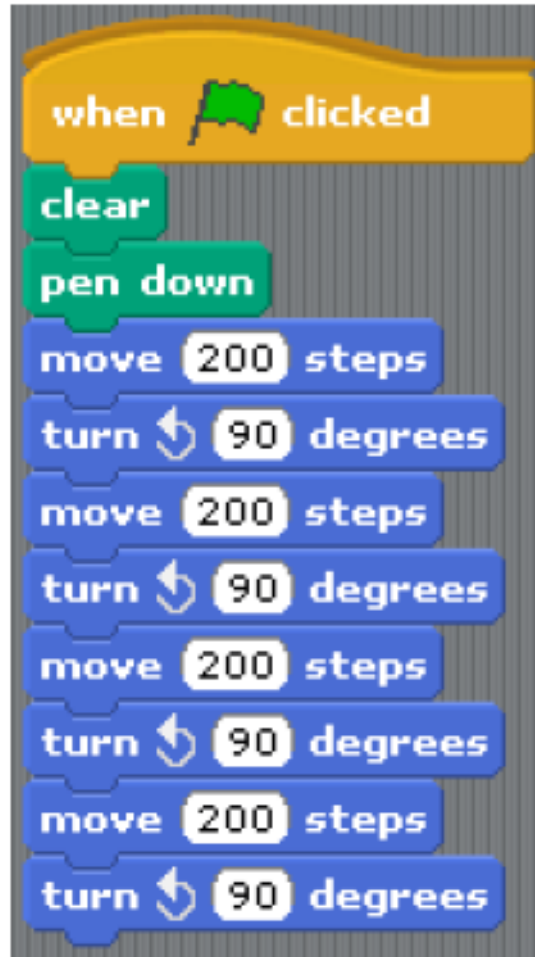 when clicked
clear
pen down
move 200 steps
turn 90 degrees
move 200 steps
turn 90 degrees
move 200 steps
turn 90 degrees
move 200 steps
turn 90 degrees